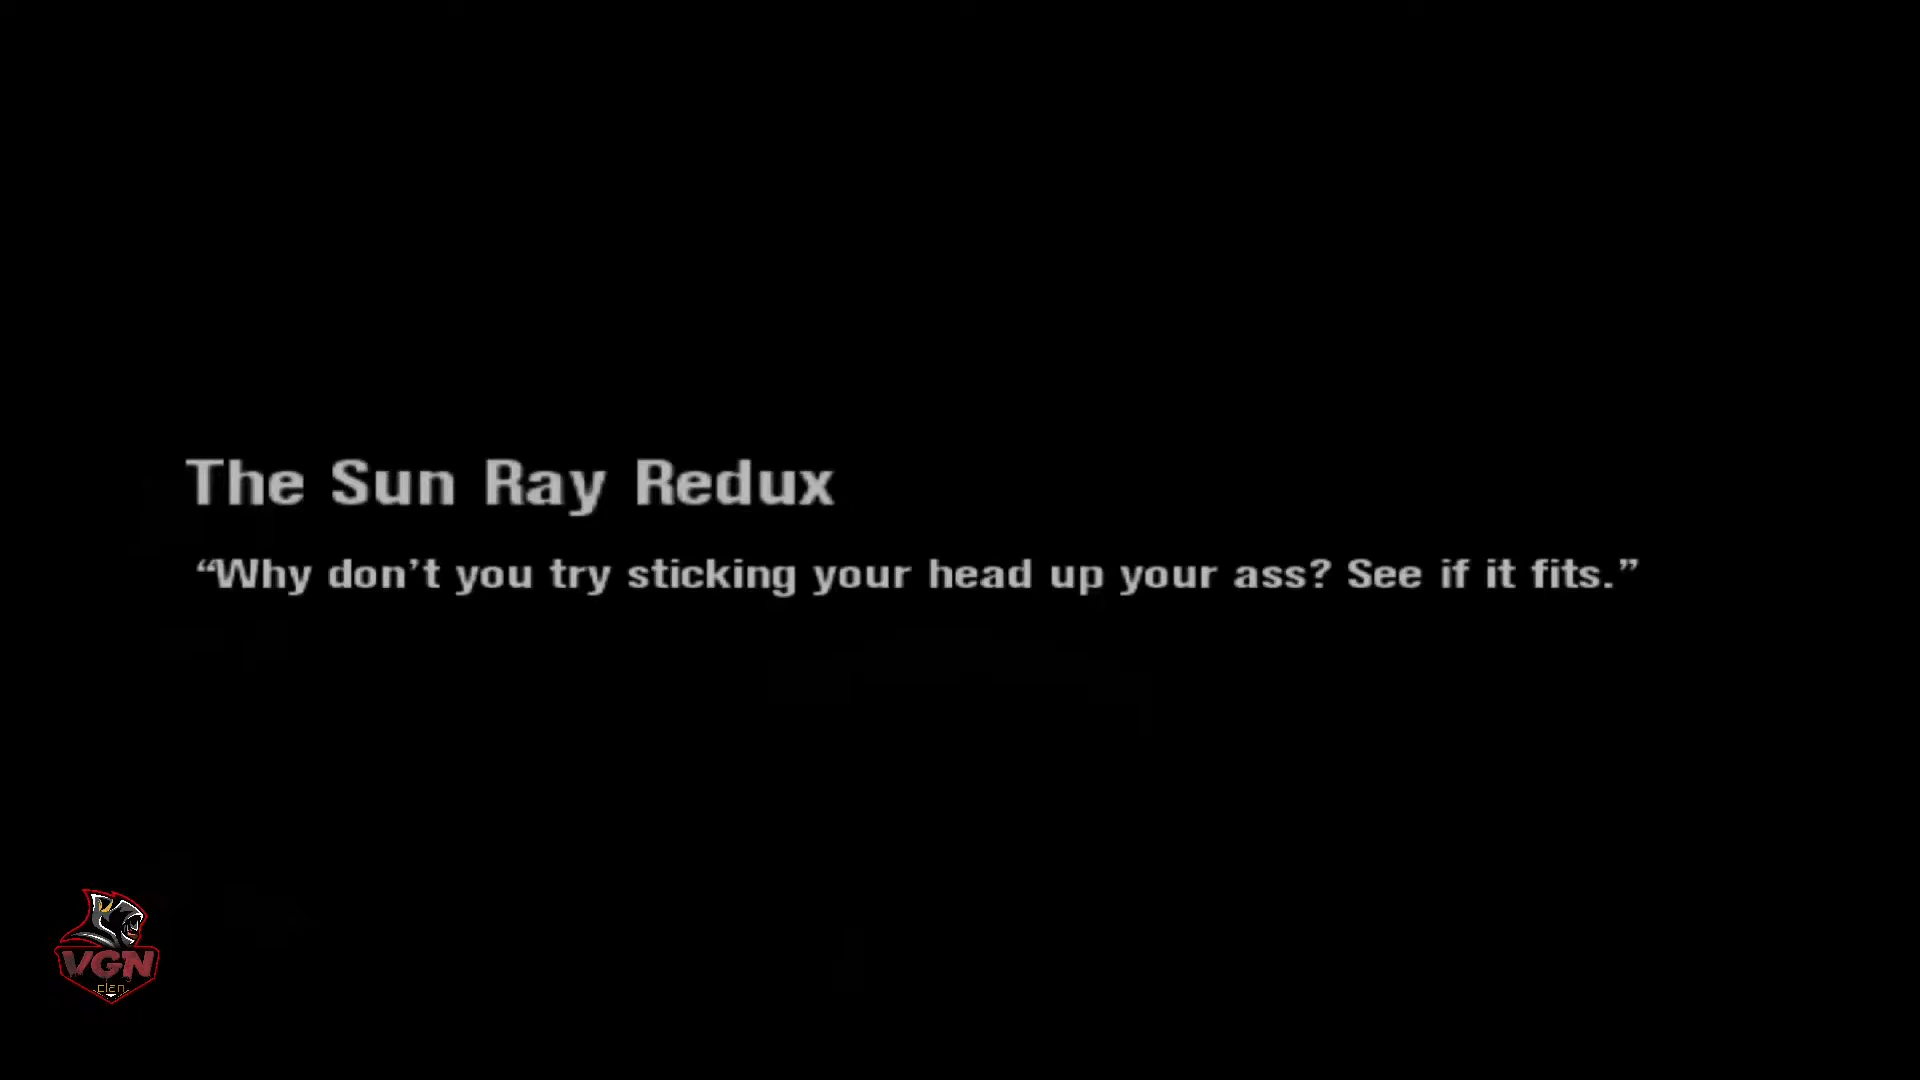 The Sun Ray Redux
“Why don’t you try sticking your head up your ass? See if it fits.”
VGN
clan